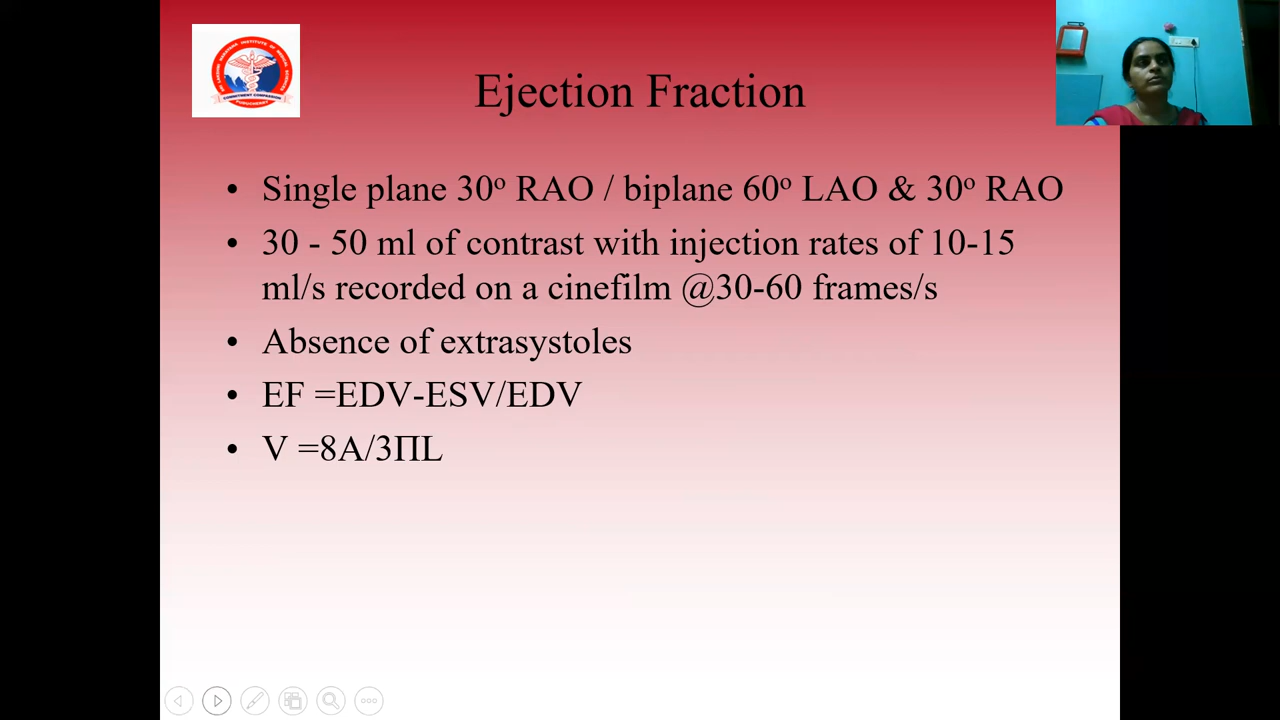 Ejection Fraction
• Single plane 30º RAO / biplane 60º LAO & 30º RAO
• 30 - 50 ml of contrast with injection rates of 10-15
ml/s recorded on a cinefilm @30-60 frames/s
• Absence of extrasystoles
• EF =EDV-ESV/EDV
• V =8A/3ΠL